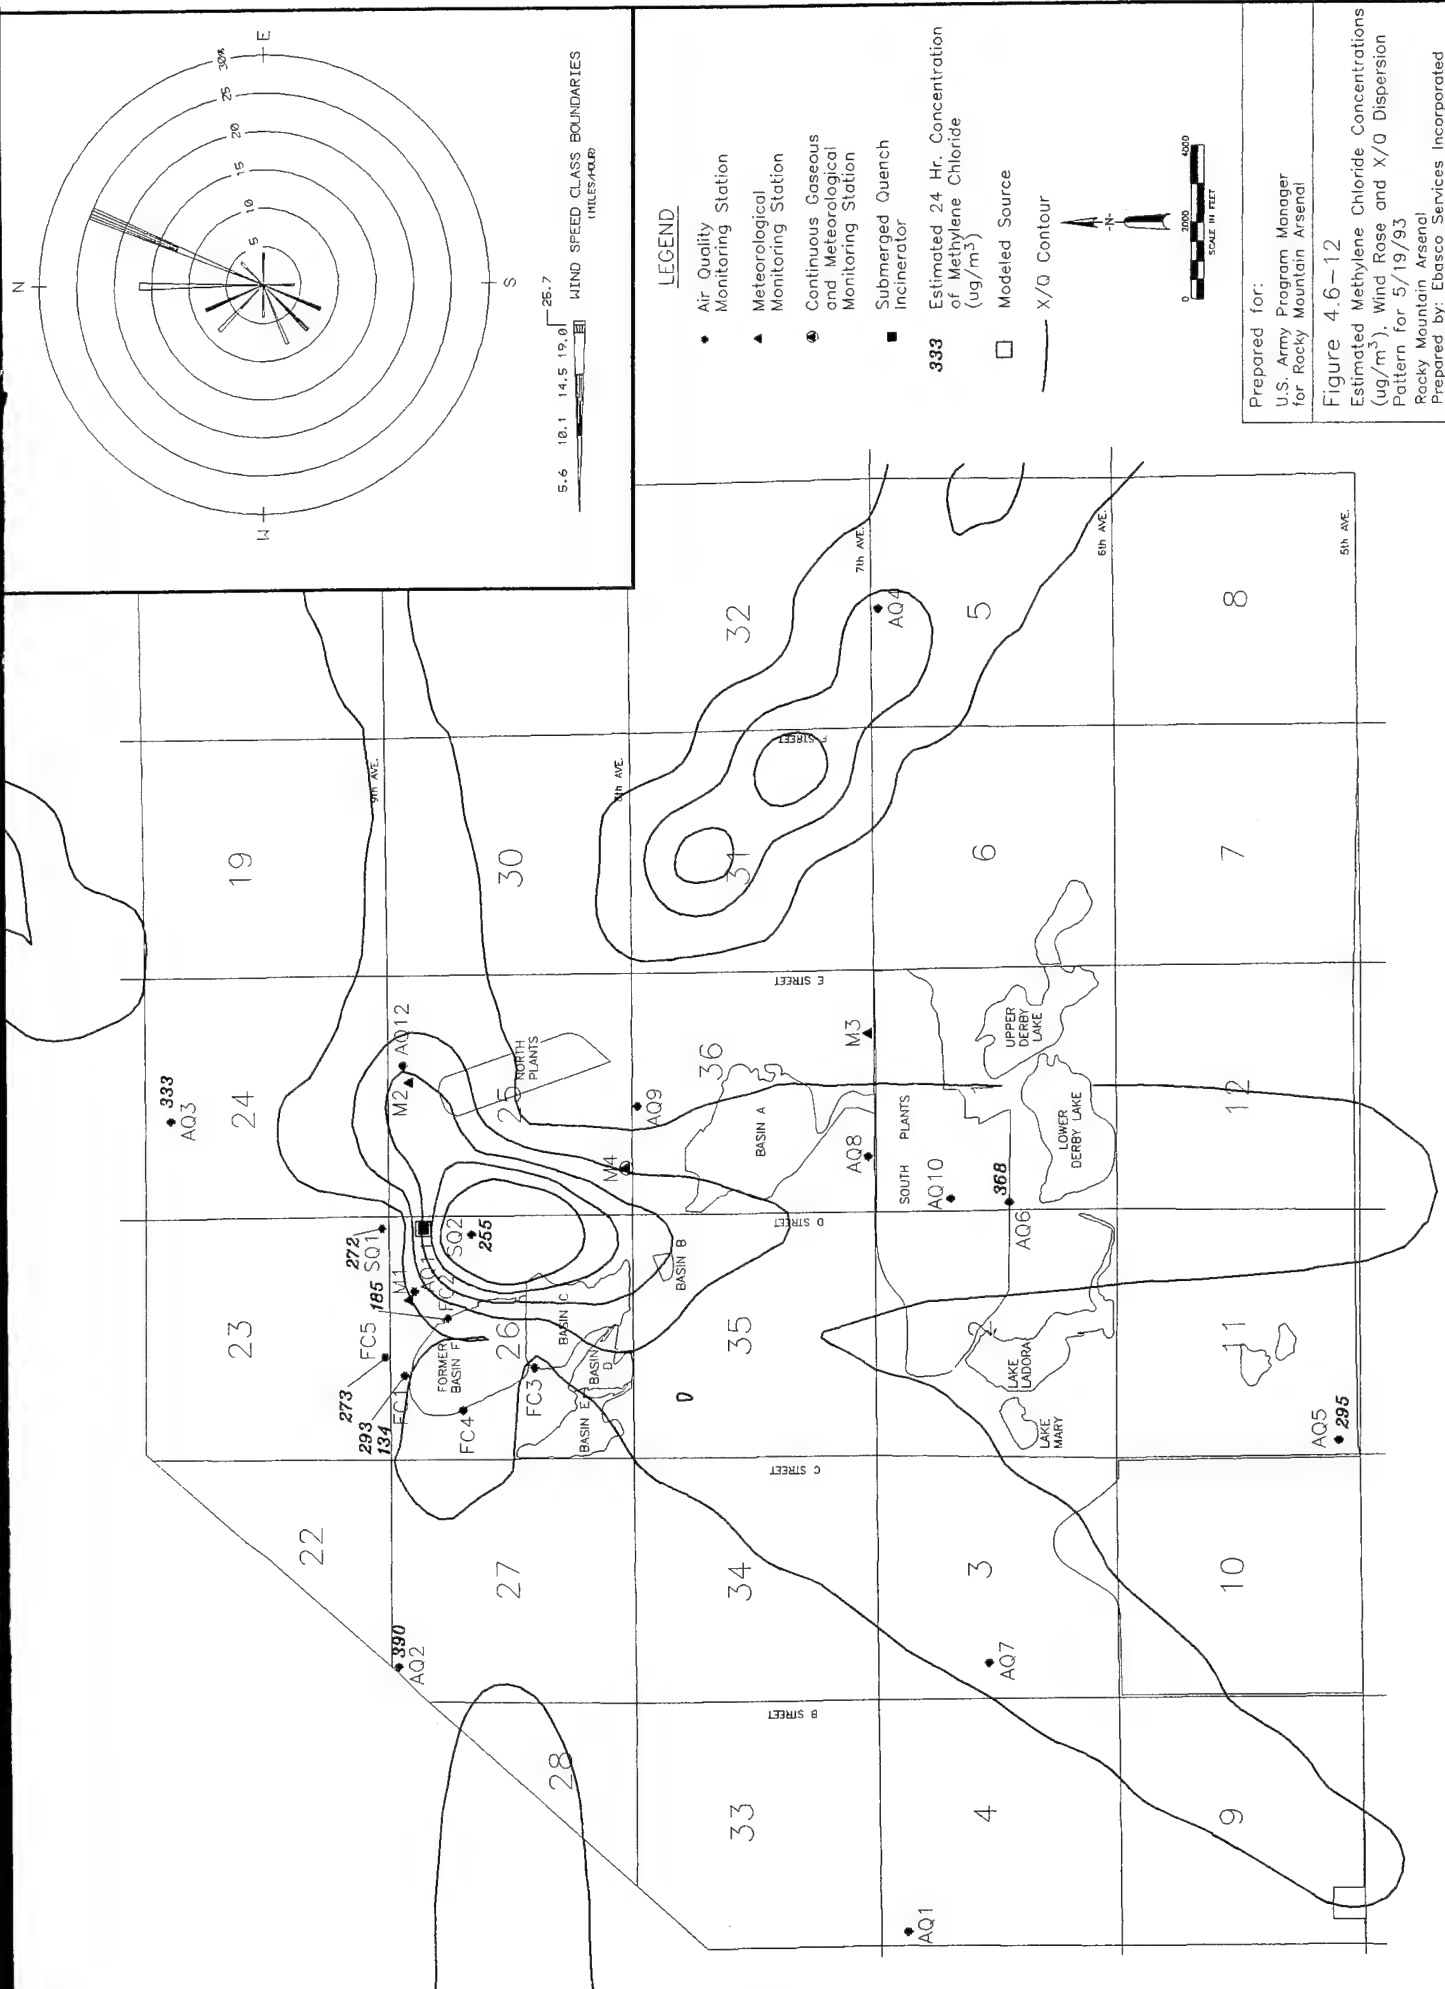 N
E
S
W
5
10
15
20
25
30%
5.6 10.1 14.5 19.0 25.7
WIND SPEED CLASS BOUNDARIES
(MILES/HOUR)
LEGEND
Air Quality
Monitoring Station
Meteorological
Monitoring Station
Continuous Gaseous
and Meteorological
Monitoring Station
Submerged Quench
Incinerator
333
Estimated 24 Hr. Concentration
of Methylene Chloride
(ug/m³)
Modeled Source
X/Q Contour
-N-
0 2000 4000
SCALE IN FEET
Prepared for:
U.S. Army Program Manager
for Rocky Mountain Arsenal
Figure 4.6-12
Estimated Methylene Chloride Concentrations
(ug/m³), Wind Rose and X/Q Dispersion
Pattern for 5/19/93
Rocky Mountain Arsenal
Prepared by: Ebasco Services Incorporated
22
23
24
19
333
AQ3
9th AVE.
390
AQ2
293
134
273
FC1
FC5
185
M1
272
SQ1
M2
AQ12
FC2
SQ2
255
FORMER
BASIN F
FC4
FC3
28
27
26
25
30
NORTH
PLANTS
BASIN C
BASIN
D
BASIN E
M4
AQ9
8th AVE.
BASIN B
33
34
35
D
36
31
32
BASIN A
B STREET
C STREET
D STREET
E STREET
F STREET
AQ8
M3
7th AVE.
AQ4
AQ1
SOUTH PLANTS
AQ10
368
AQ6
4
3
2
1
6
5
AQ7
LAKE
LADORA
LAKE
MARY
UPPER
DERBY
LAKE
LOWER
DERBY LAKE
6th AVE.
9
10
11
12
7
8
AQ5
295
5th AVE.